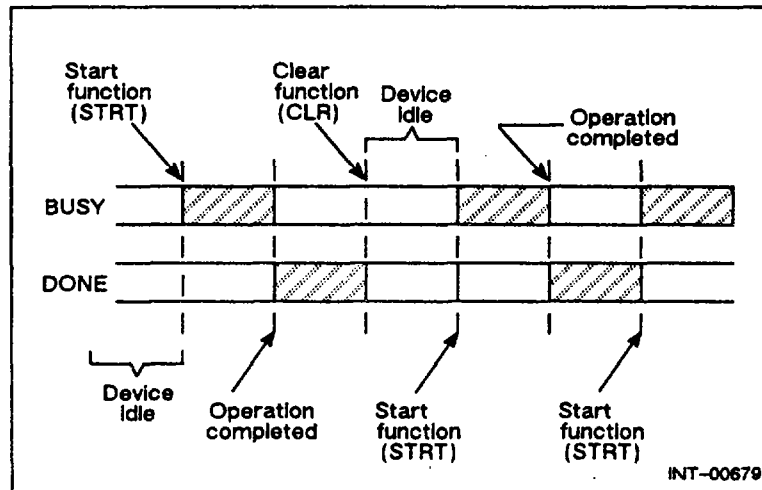 Start
function
(STRT)
Clear
function
(CLR)
Device
idle
Operation
completed
BUSY
DONE
Device
idle
Operation
completed
Start
function
(STRT)
Start
function
(STRT)
INT-00679